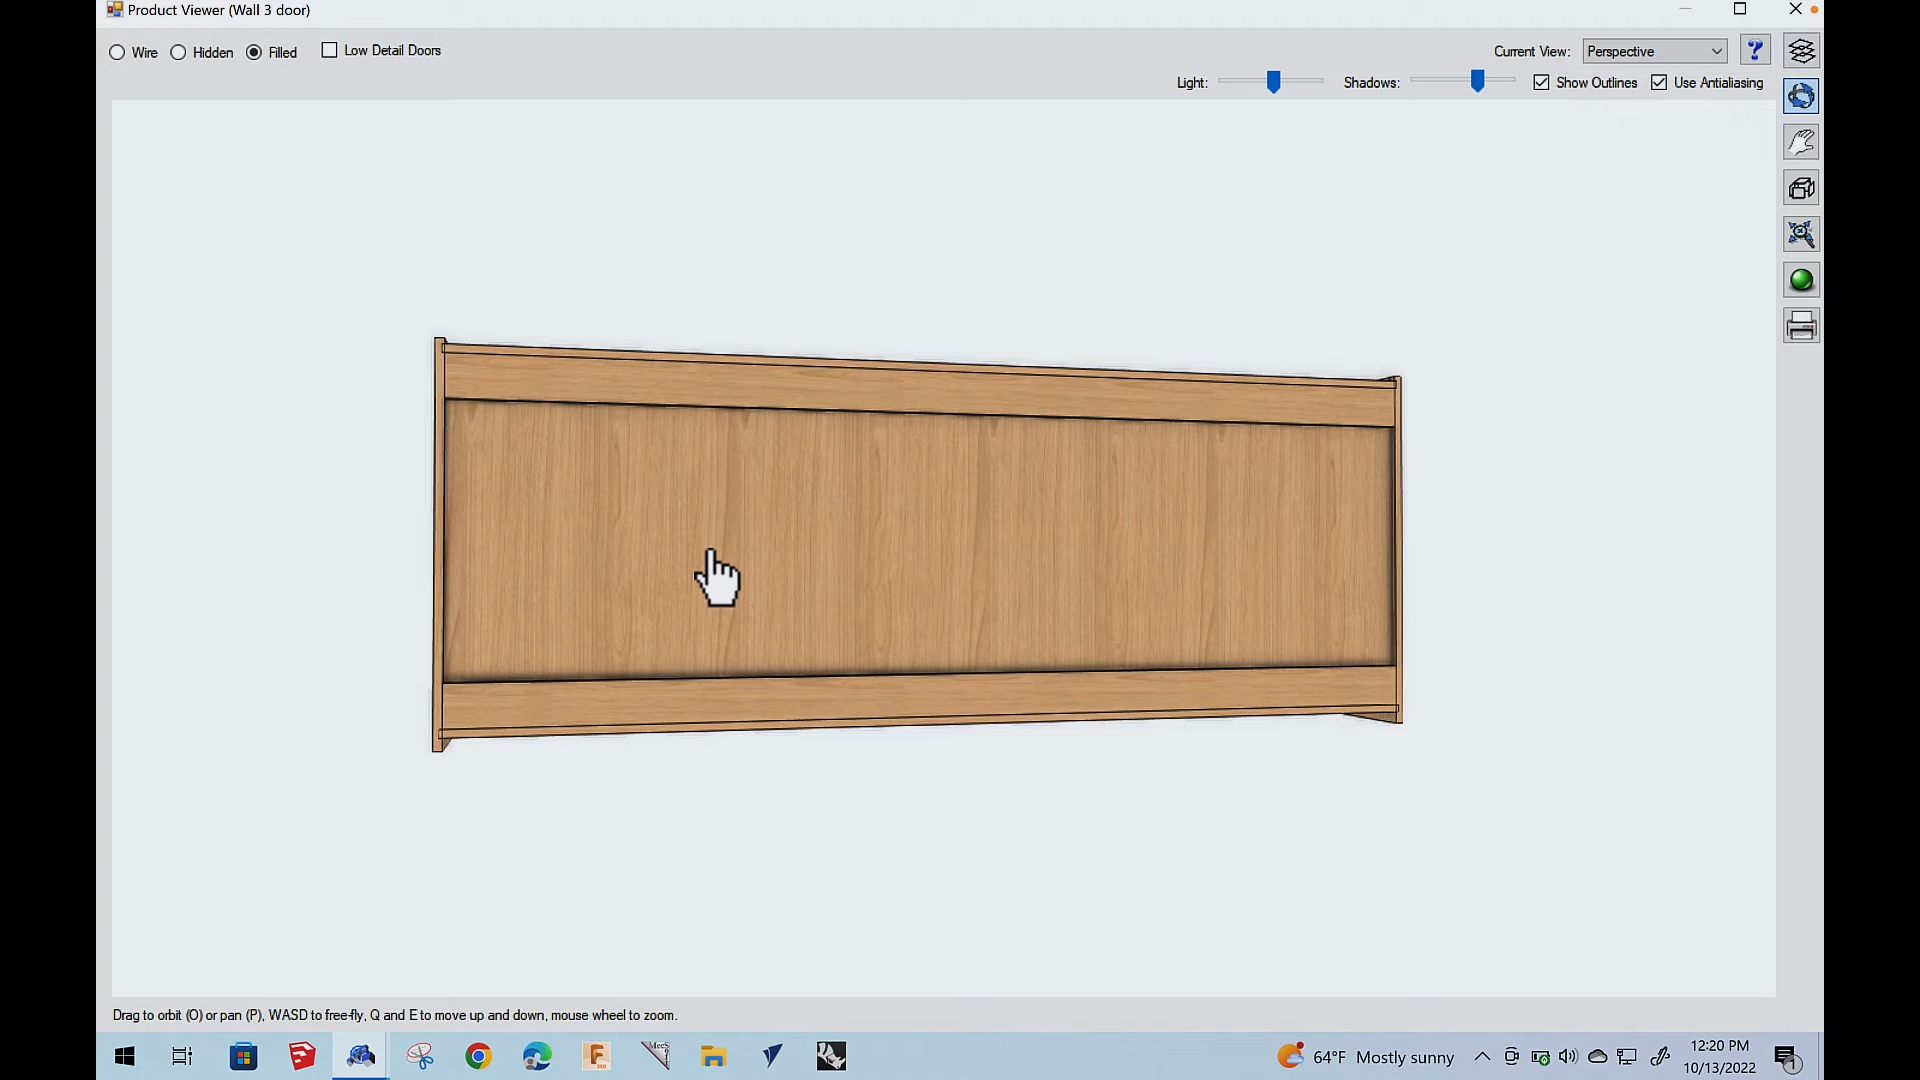 Product Viewer (Wall 3 door)
Wire Hidden Filled Low Detail Doors
Current View: Perspective
Light: Shadows: Show Outlines Use Antialiasing
Drag to orbit (O) or pan (P), WASD to free-fly, Q and E to move up and down, mouse wheel to zoom.
64°F Mostly sunny
12:20 PM
10/13/2022
1